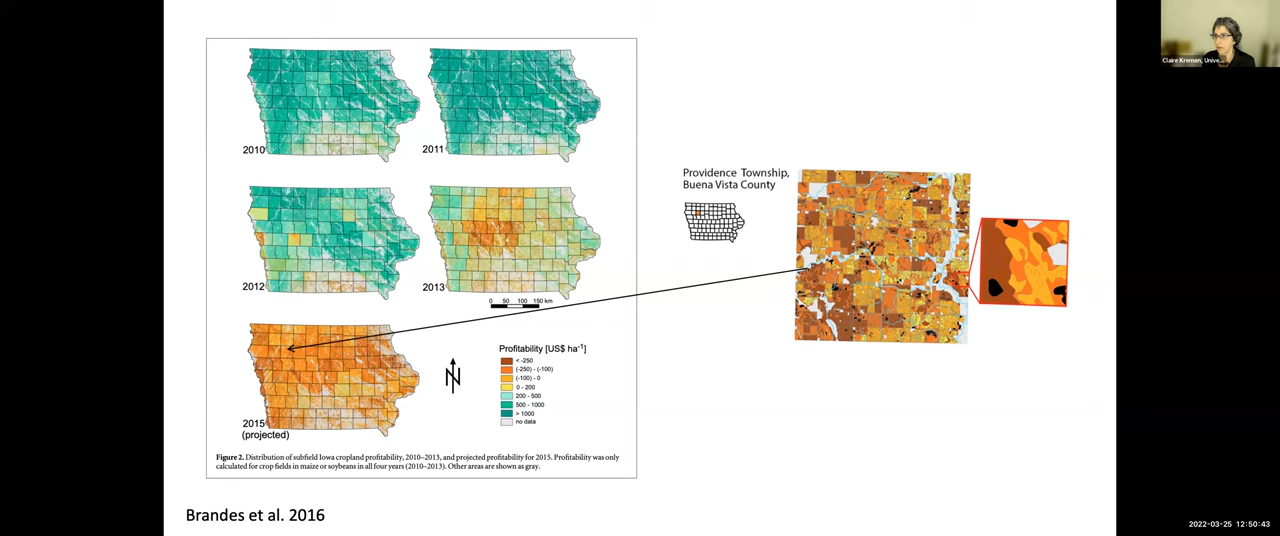 Claire Kremen, Unive...
2010
2011
Providence Township,
Buena Vista County
2012
2013
0 50 100 150 km
N
Profitability [US$ ha-1]
< -250
(-250) - (-100)
(-100) - 0
0 - 200
200 - 500
500 - 1000
> 1000
no data
2015
(projected)
Figure 2. Distribution of subfield Iowa cropland profitability, 2010–2013, and projected profitability for 2015. Profitability was only
calculated for crop fields in maize or soybeans in all four years (2010–2013). Other areas are shown as gray.
Brandes et al. 2016
2022-03-25 12:50:43